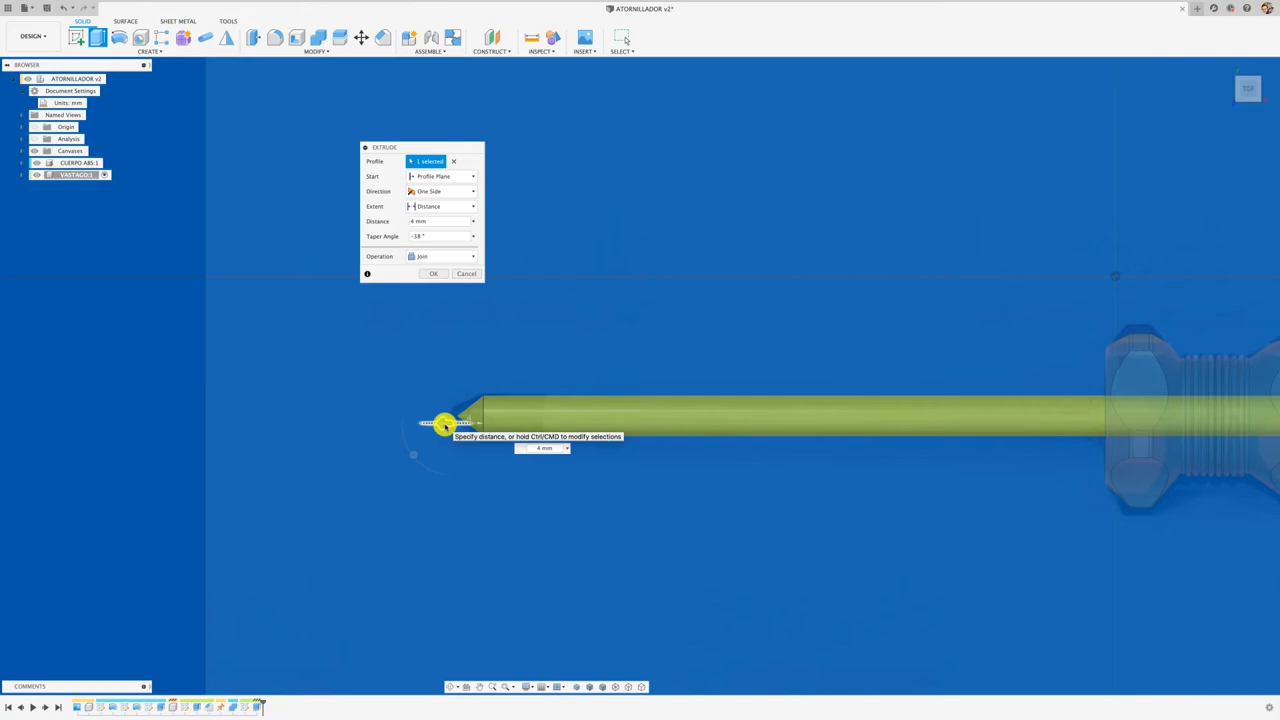 ATORNILLADOR v2*
DESIGN
SOLID
SURFACE
SHEET METAL
TOOLS
CREATE
MODIFY
ASSEMBLE
CONSTRUCT
INSPECT
INSERT
SELECT
BROWSER
ATORNILLADOR v2
Document Settings
Units: mm
Named Views
Origin
Analysis
Canvases
CUERPO ABS:1
VASTAGO:1
EXTRUDE
Profile
1 selected
Start
Profile Plane
Direction
One Side
Extent
Distance
Distance
4 mm
Taper Angle
-38 °
Operation
Join
OK
Cancel
TOP
Specify distance, or hold Ctrl/CMD to modify selections
4 mm
COMMENTS